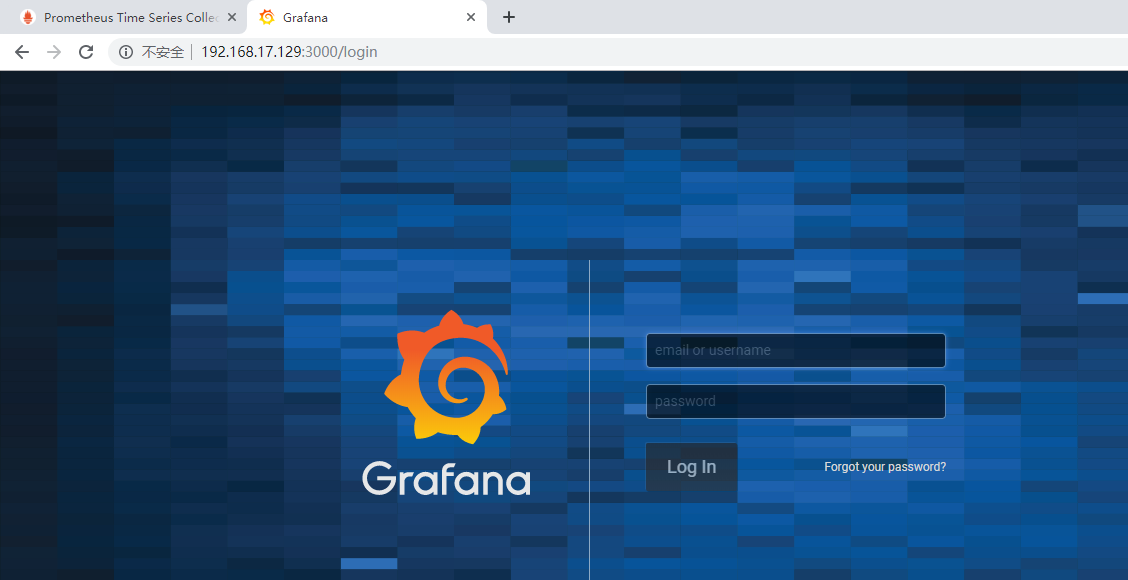 Prometheus Time Series Collec
Grafana
不安全 192.168.17.129:3000/login
email or username
password
Log In
Forgot your password?
Grafana